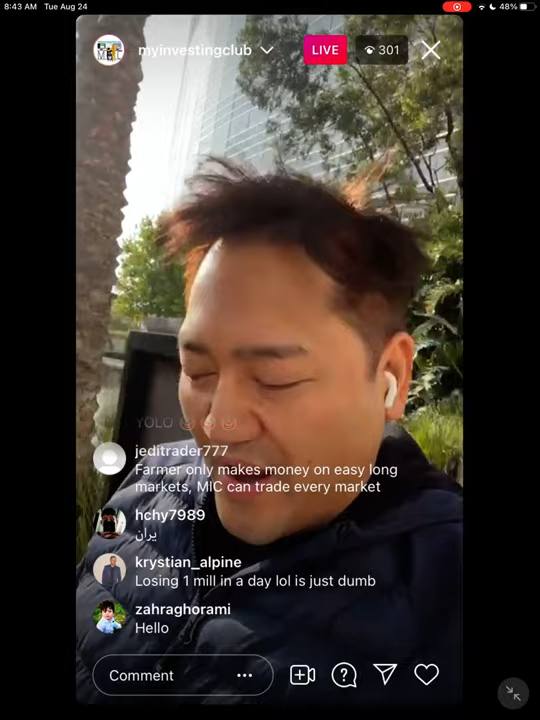 8:43 AM Tue Aug 24
48%
myinvestingclub
LIVE
301
YOLO
jeditrader777
Farmer only makes money on easy long
markets, MIC can trade every market
hchy7989
یران
krystian_alpine
Losing 1 mill in a day lol is just dumb
zahraghorami
Hello
Comment